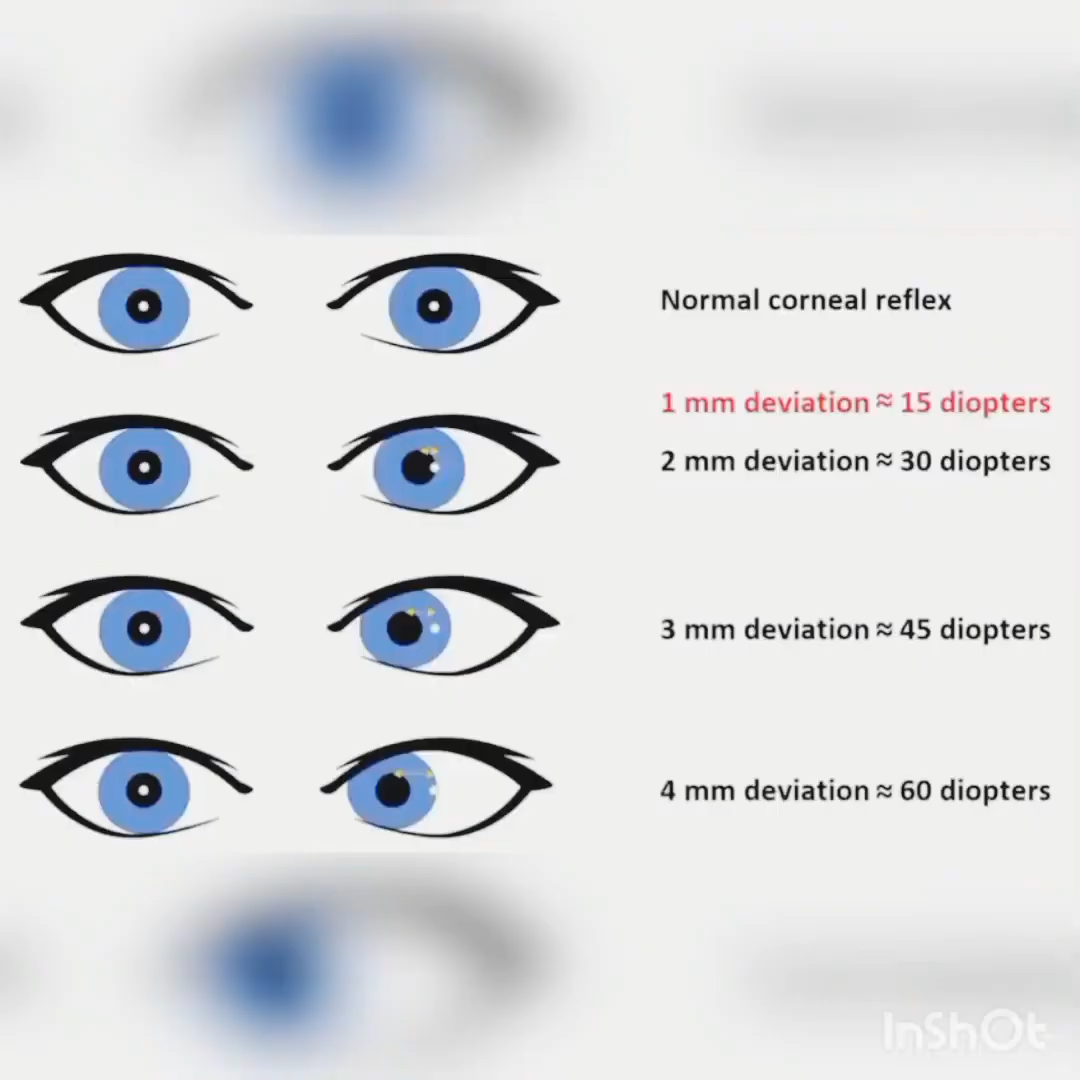 Normal corneal reflex
1 mm deviation ≈ 15 diopters
2 mm deviation ≈ 30 diopters
3 mm deviation ≈ 45 diopters
4 mm deviation ≈ 60 diopters
InShOt